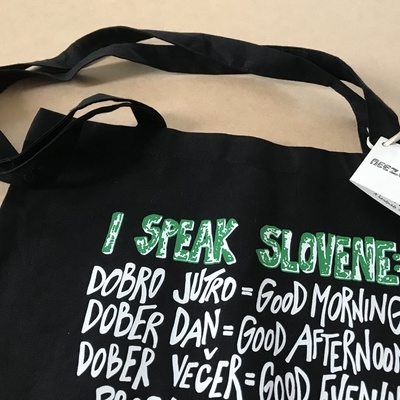 I SPEAK SLOVENE:
DOBRO JUTRO = GOOD MORNING
DOBER DAN = GOOD AFTERNOON
DOBER VEČER = GOOD EVENING